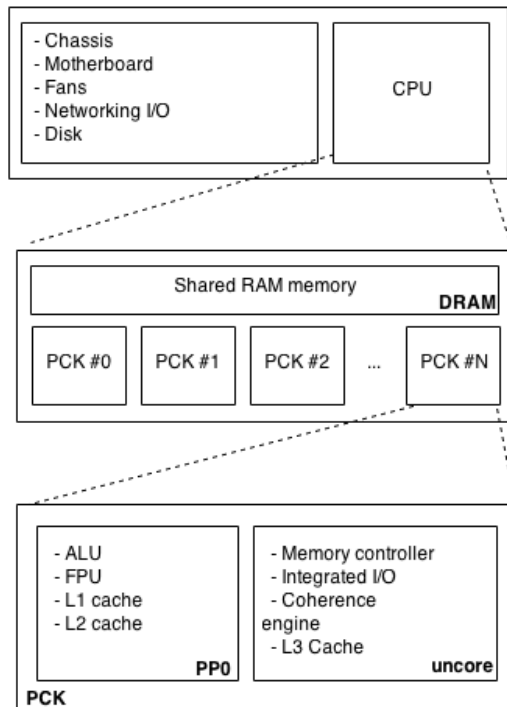 - Chassis
- Motherboard
- Fans
- Networking I/O
- Disk
CPU
Shared RAM memory
DRAM
PCK #0
PCK #1
PCK #2
...
PCK #N
- ALU
- FPU
- L1 cache
- L2 cache
PP0
- Memory controller
- Integrated I/O
- Coherence
engine
- L3 Cache
uncore
PCK